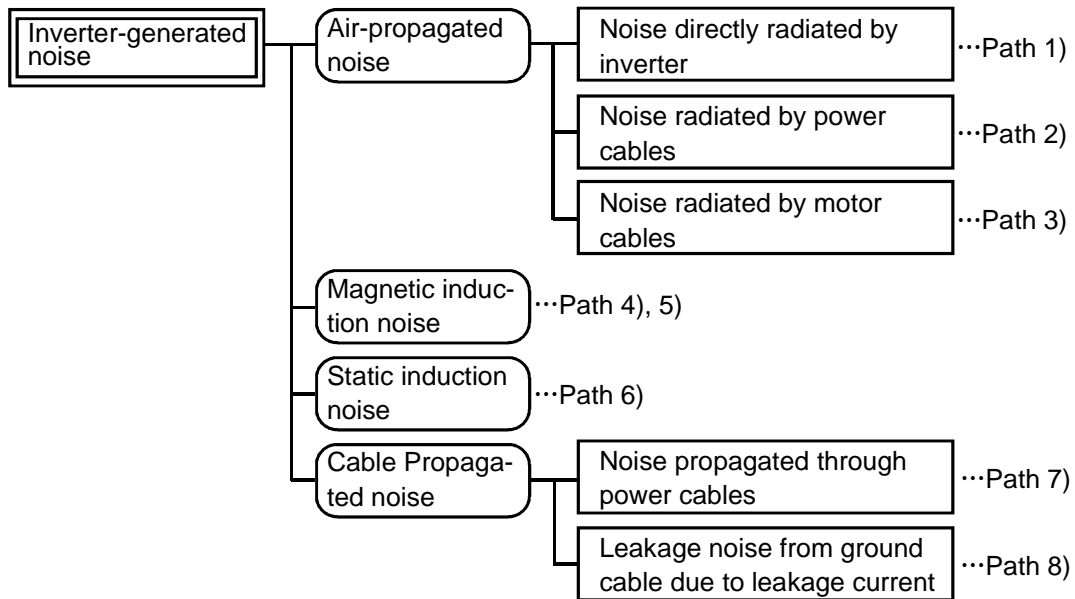 Inverter-generated
noise
Air-propagated
noise
Noise directly radiated by
inverter
···Path 1)
Noise radiated by power
cables
···Path 2)
Noise radiated by motor
cables
···Path 3)
Magnetic induc-
tion noise
···Path 4), 5)
Static induction
noise
···Path 6)
Cable Propaga-
ted noise
Noise propagated through
power cables
···Path 7)
Leakage noise from ground
cable due to leakage current
···Path 8)